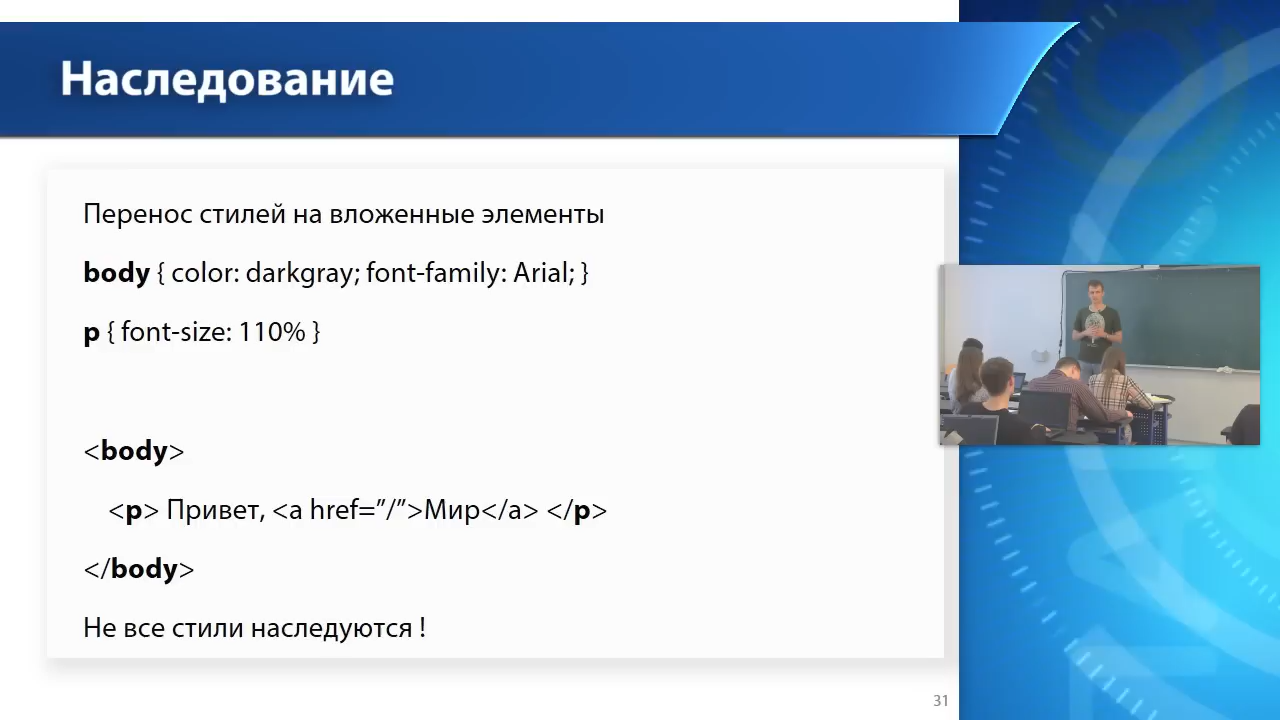 Наследование
Перенос стилей на вложенные элементы
body { color: darkgray; font-family: Arial; }
p { font-size: 110% }
<body>
<p> Привет, <a href=”/”>Мир</a> </p>
</body>
Не все стили наследуются !
31